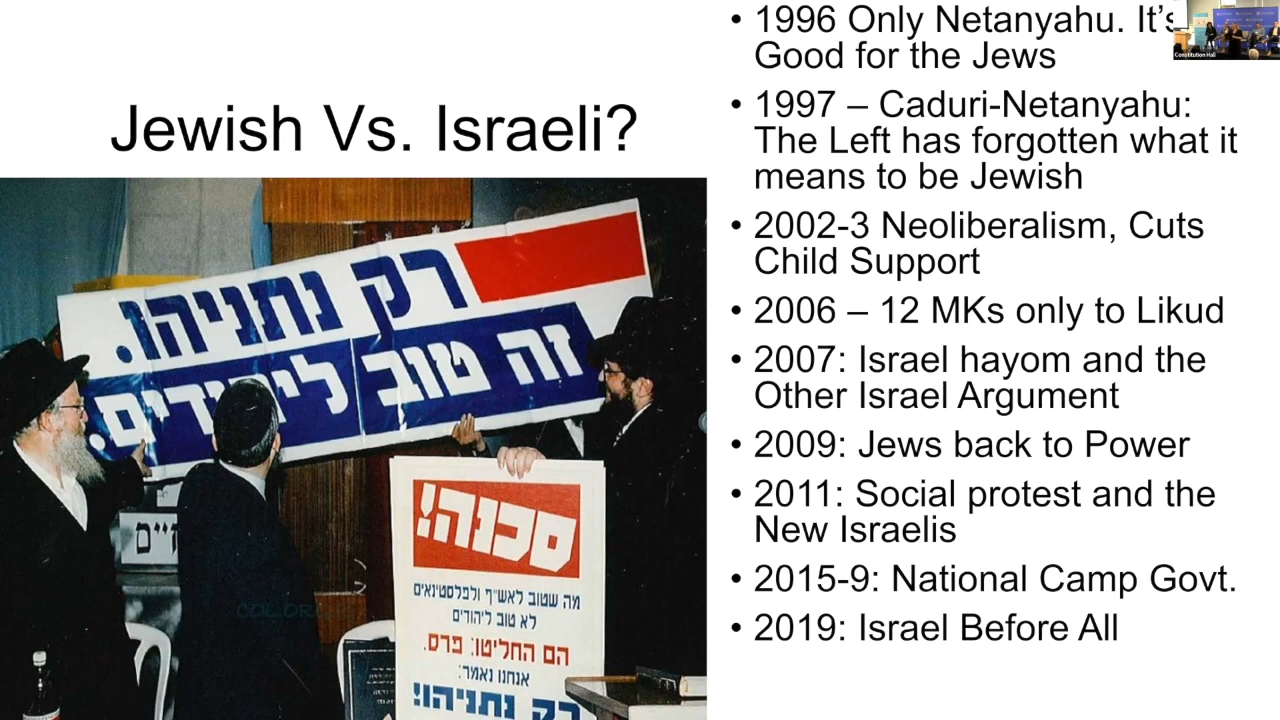 Jewish Vs. Israeli?
רק נתניהו.
זה טוב ליהודים.
סכנה!
מה שטוב לאש"ף ולפלסטינאים
לא טוב ליהודים
הם החליטו: פרס.
אנחנו נאמר:
רק נתניהו!
• 1996 Only Netanyahu. It's
Good for the Jews
• 1997 – Caduri-Netanyahu:
The Left has forgotten what it
means to be Jewish
• 2002-3 Neoliberalism, Cuts
Child Support
• 2006 – 12 MKs only to Likud
• 2007: Israel hayom and the
Other Israel Argument
• 2009: Jews back to Power
• 2011: Social protest and the
New Israelis
• 2015-9: National Camp Govt.
• 2019: Israel Before All
Constitution Hall